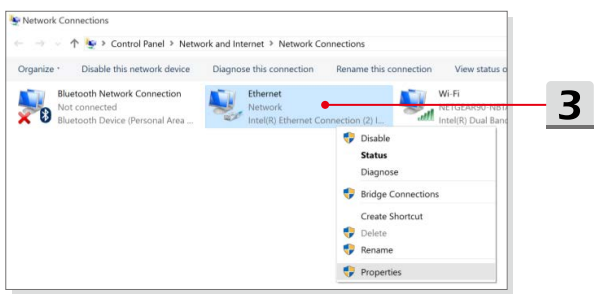 Network Connections
Control Panel > Network and Internet > Network Connections
Organize Disable this network device Diagnose this connection Rename this connection View status
Bluetooth Network Connection
Not connected
Bluetooth Device (Personal Area ...
Ethernet
Network
Intel(R) Ethernet Connection (2) I...
Wi-Fi
Intel(R) Dual Band
3
Disable
Status
Diagnose
Bridge Connections
Create Shortcut
Delete
Rename
Properties